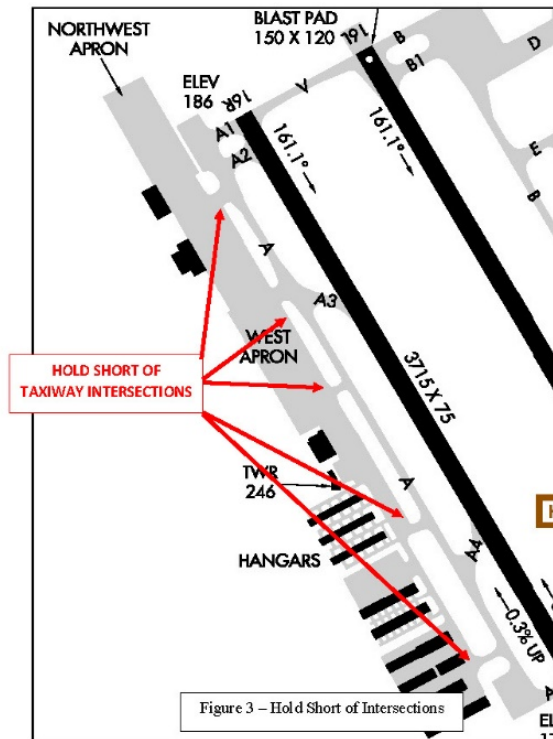 NORTHWEST
APRON
BLAST PAD
150 X 120
16L
B
D
B1
ELEV
186
16R
V
A1
A2
161.1°
161.1°
E
B
A
A3
WEST
APRON
HOLD SHORT OF
TAXIWAY INTERSECTIONS
3715 X 75
TWR
246
A
H
HANGARS
A4
0.3% UP
A
Figure 3 – Hold Short of Intersections